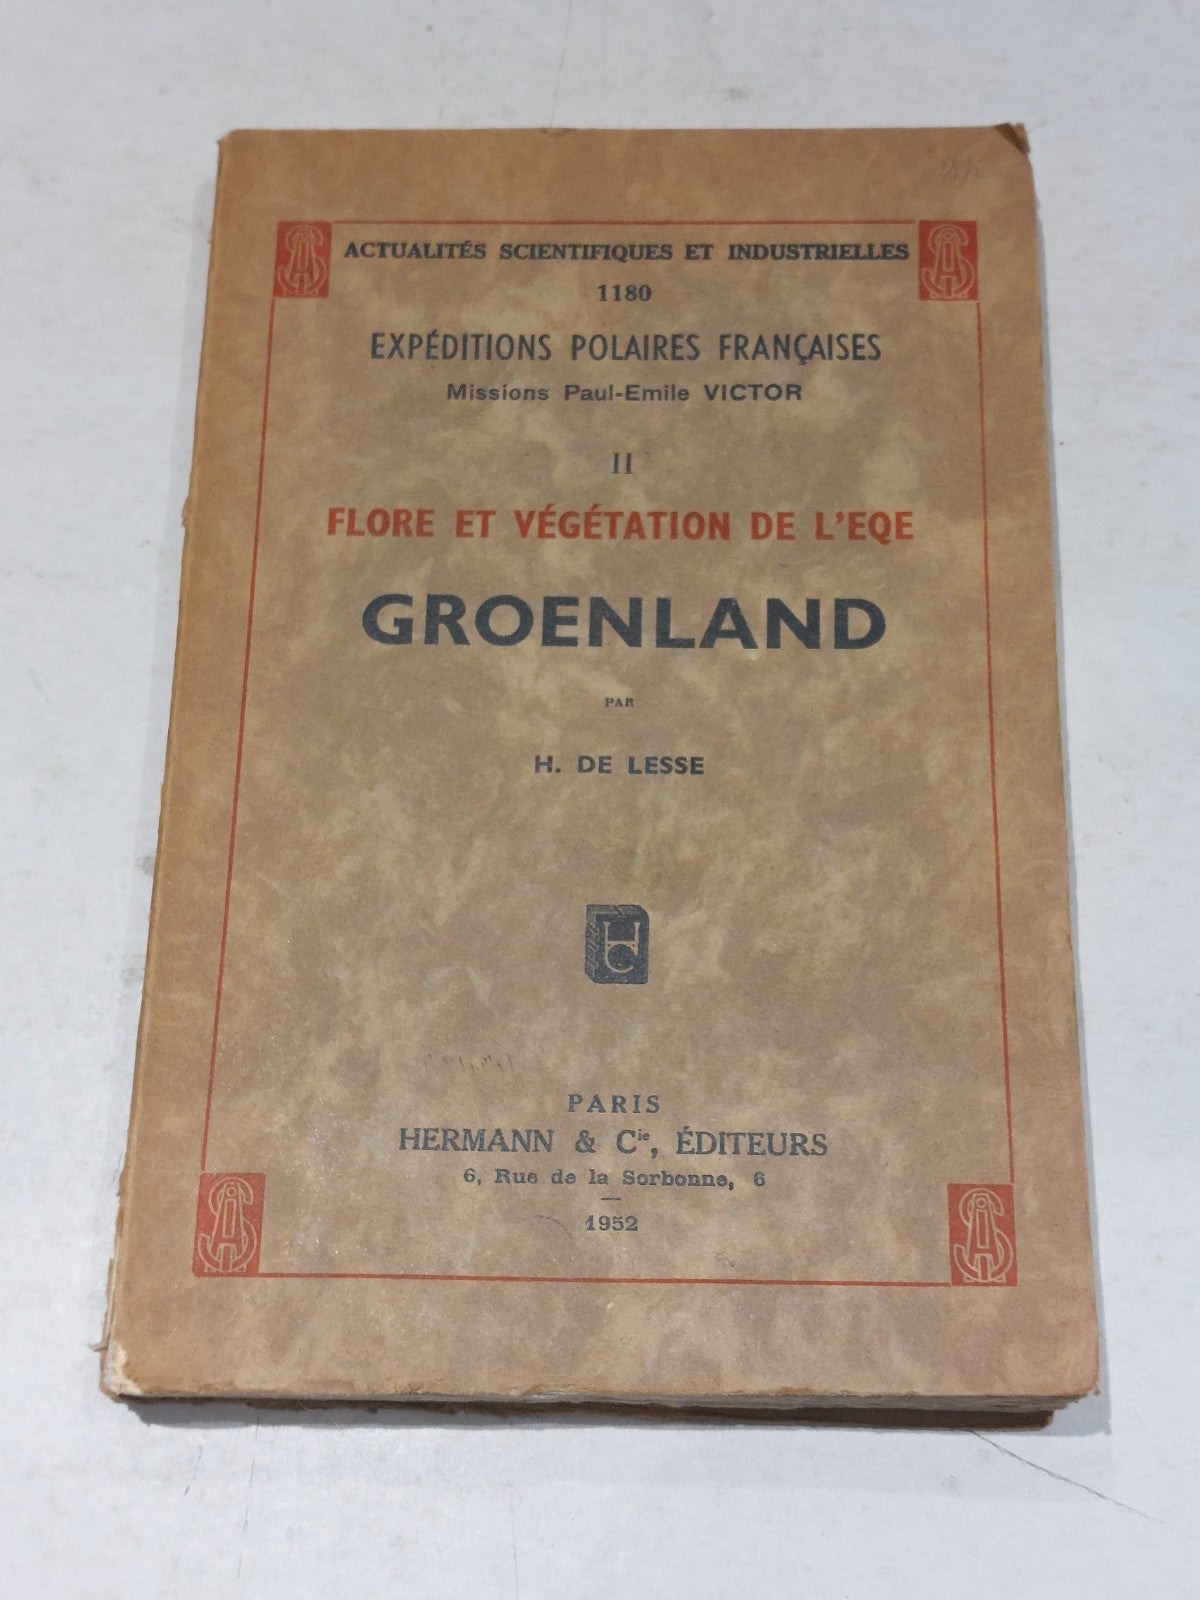 ACTUALITÉS SCIENTIFIQUES ET INDUSTRIELLES
1180
EXPÉDITIONS POLAIRES FRANÇAISES
Missions Paul-Emile VICTOR
II
FLORE ET VÉGÉTATION DE L'EQE
GROENLAND
PAR
H. DE LESSE
HC
PARIS
HERMANN & Cie, ÉDITEURS
6, Rue de la Sorbonne, 6
1952